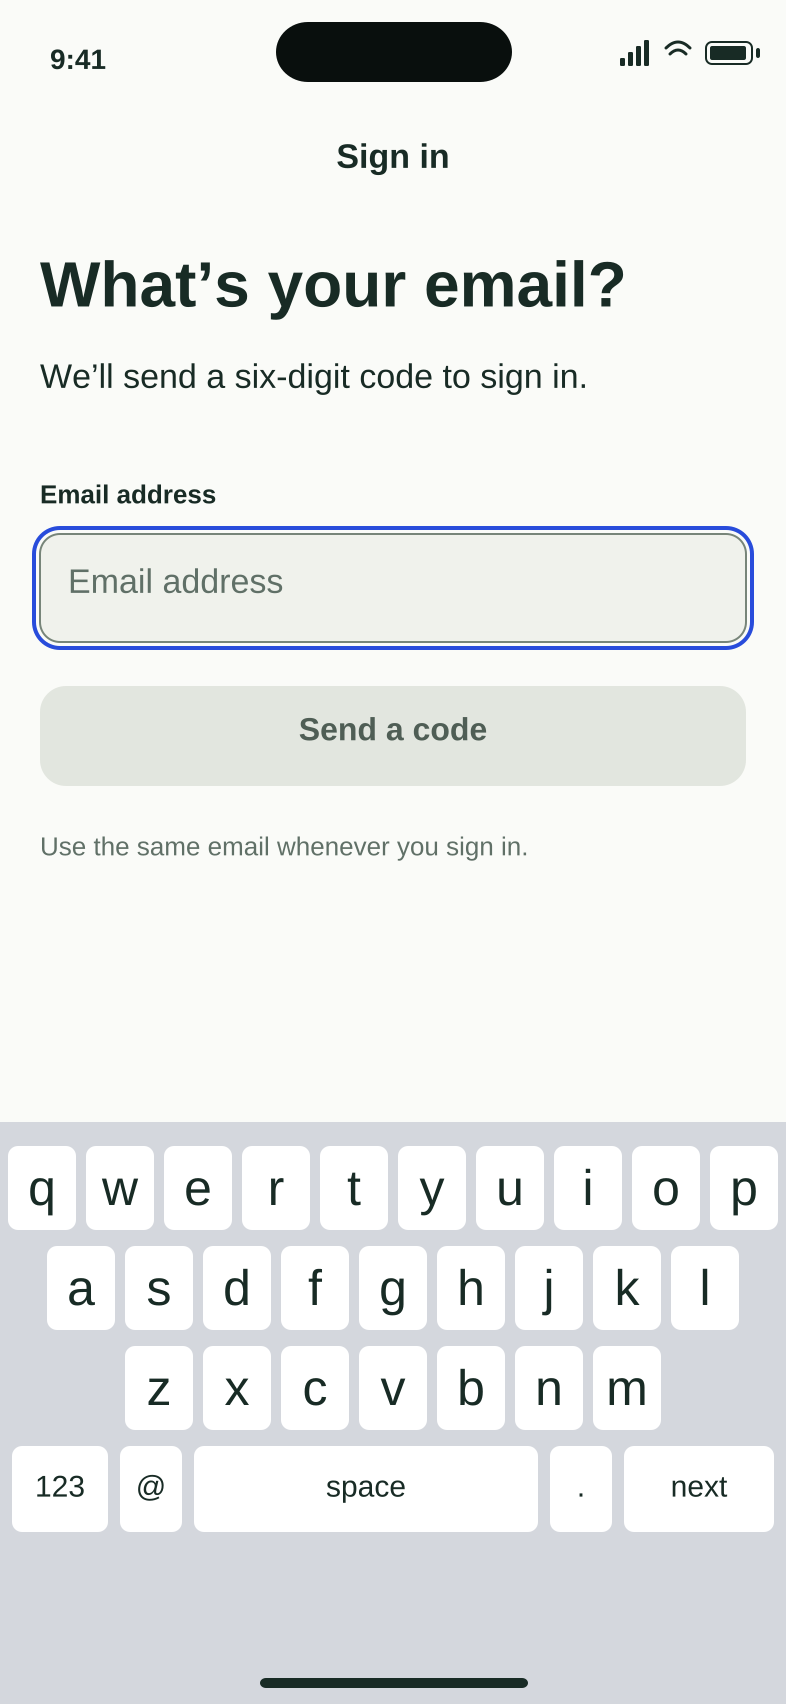 9:41
Sign in
What’s your email?
We’ll send a six-digit code to sign in.
Email address
Email address
Send a code
Use the same email whenever you sign in.
q w e r t y u i o p
a s d f g h j k l
z x c v b n m
123 @ space . next